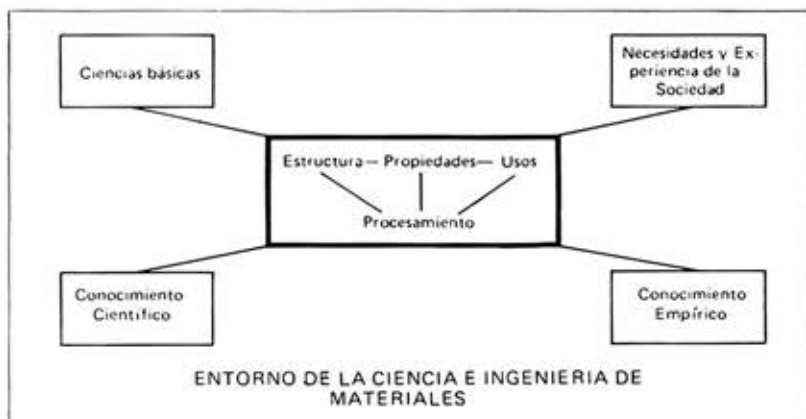 Ciencias básicas
Necesidades y Ex-
periencia de la
Sociedad
Estructura — Propiedades — Usos
Procesamiento
Conocimiento
Científico
Conocimiento
Empírico
ENTORNO DE LA CIENCIA E INGENIERIA DE
MATERIALES